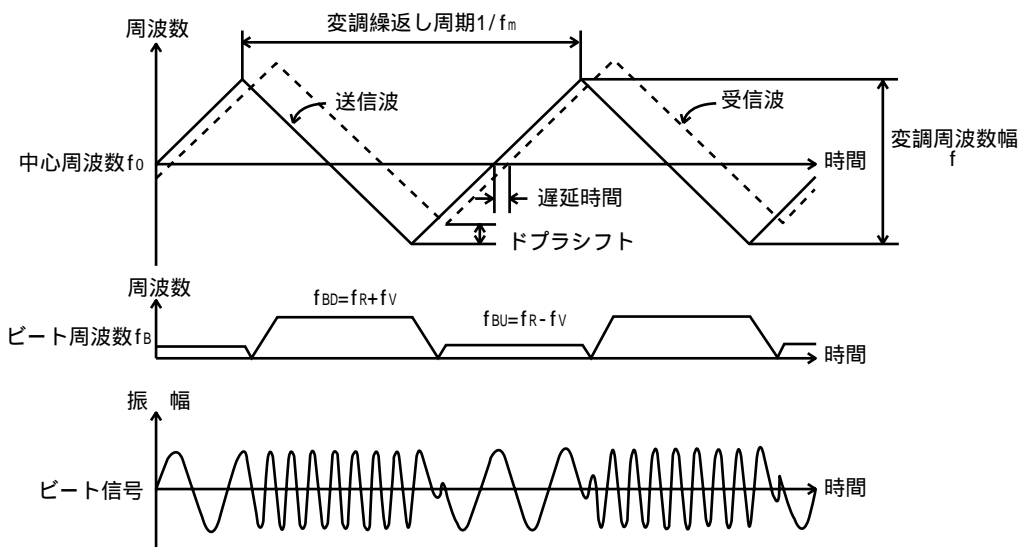 変調繰返し周期1/fm
周波数
送信波
受信波
中心周波数f0
時間
変調周波数幅
f
遅延時間
ドプラシフト
周波数
fBD=fR+fV
fBU=fR-fV
ビート周波数fB
時間
振 幅
ビート信号
時間